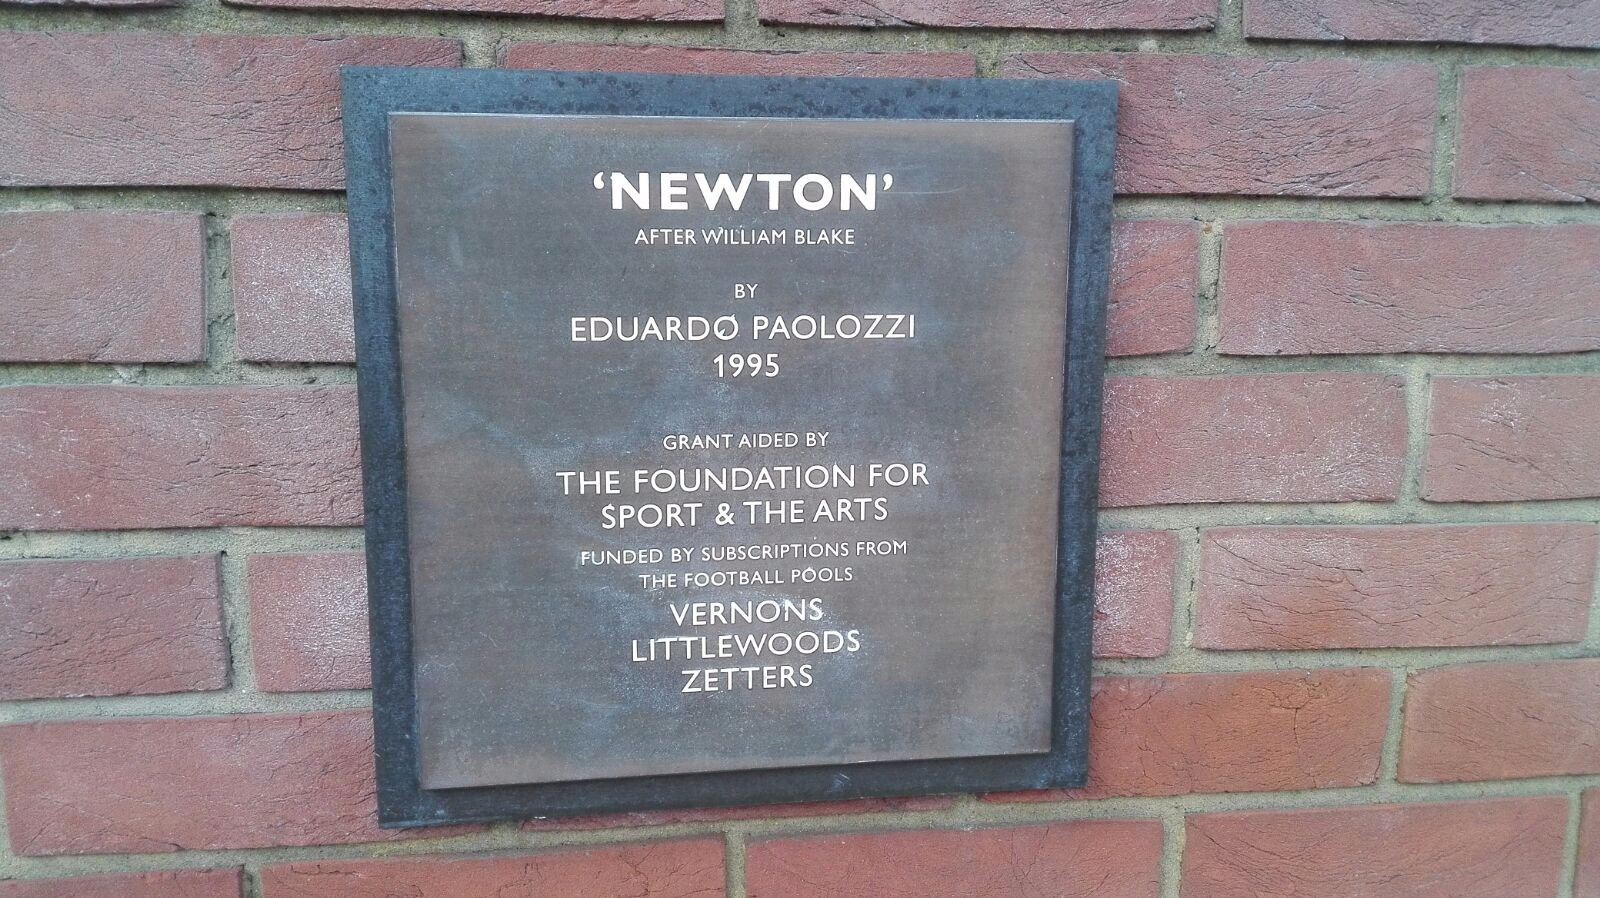 ‘NEWTON’
AFTER WILLIAM BLAKE
BY
EDUARDO PAOLOZZI
1995
GRANT AIDED BY
THE FOUNDATION FOR
SPORT & THE ARTS
FUNDED BY SUBSCRIPTIONS FROM
THE FOOTBALL POOLS
VERNONS
LITTLEWOODS
ZETTERS